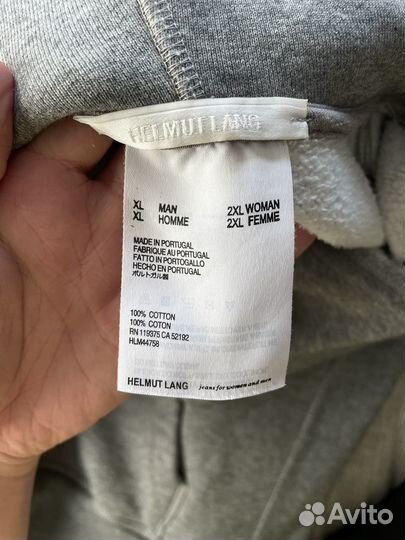 HELMUT LANG
XL MAN 2XL WOMAN
XL HOMME 2XL FEMME
MADE IN PORTUGAL
FABRIQUE AU PORTUGAL
FATTO IN PORTOGALLO
HECHO EN PORTUGAL
ポルトガル製
100% COTTON
100% COTON
RN 119375 CA 52192
HLM44758
HELMUT LANG jeans for women and men
Avito